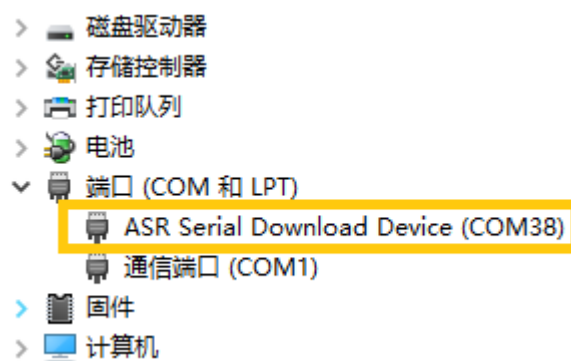 磁盘驱动器
存储控制器
打印队列
电池
端口 (COM 和 LPT)
ASR Serial Download Device (COM38)
通信端口 (COM1)
固件
计算机